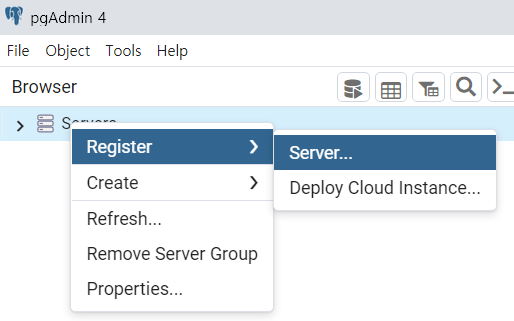 pgAdmin 4
File Object Tools Help
Browser
Servers
Register
Server...
Create
Deploy Cloud Instance...
Refresh...
Remove Server Group
Properties...